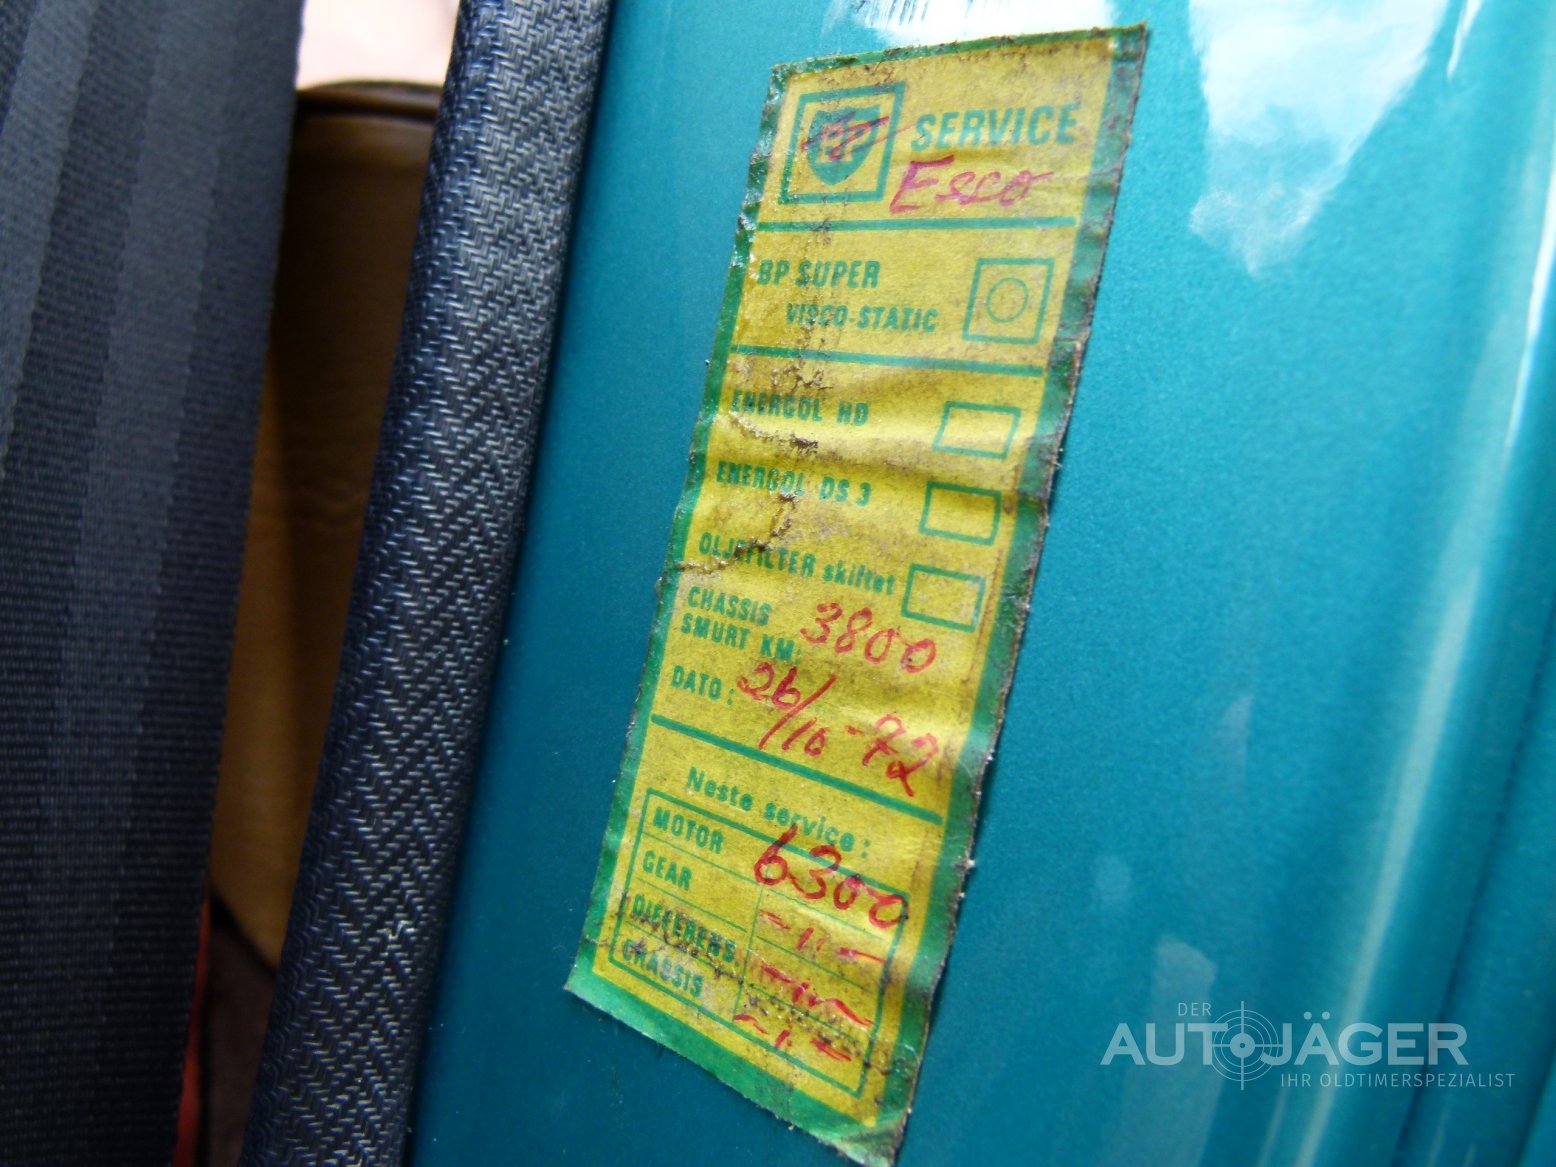 BP SERVICE
Esso
BP SUPER
VISCO-STATIC
ENERGOL HD
ENERGOL DS 3
OLJEFILTER skiftet
CHASSIS
SMURT KM: 3800
DATO: 26/10-72
Neste service:
MOTOR 6300
GEAR -"-
DIFFERENS. -"-
CHASSIS -"-
DER
AUTOJÄGER
IHR OLDTIMERSPEZIALIST